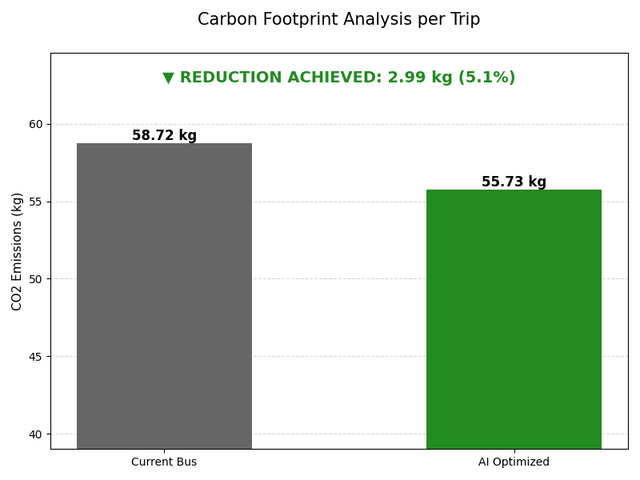 Carbon Footprint Analysis per Trip
▼ REDUCTION ACHIEVED: 2.99 kg (5.1%)
58.72 kg
55.73 kg
CO2 Emissions (kg)
60
55
50
45
40
Current Bus
AI Optimized